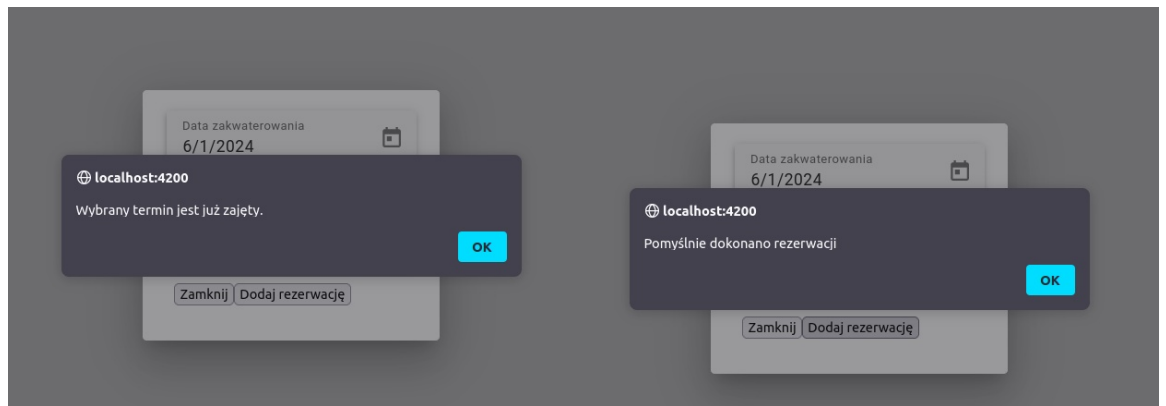 Data zakwaterowania
6/1/2024
localhost:4200
Wybrany termin jest już zajęty.
OK
Zamknij Dodaj rezerwację
Data zakwaterowania
6/1/2024
localhost:4200
Pomyślnie dokonano rezerwacji
OK
Zamknij Dodaj rezerwację